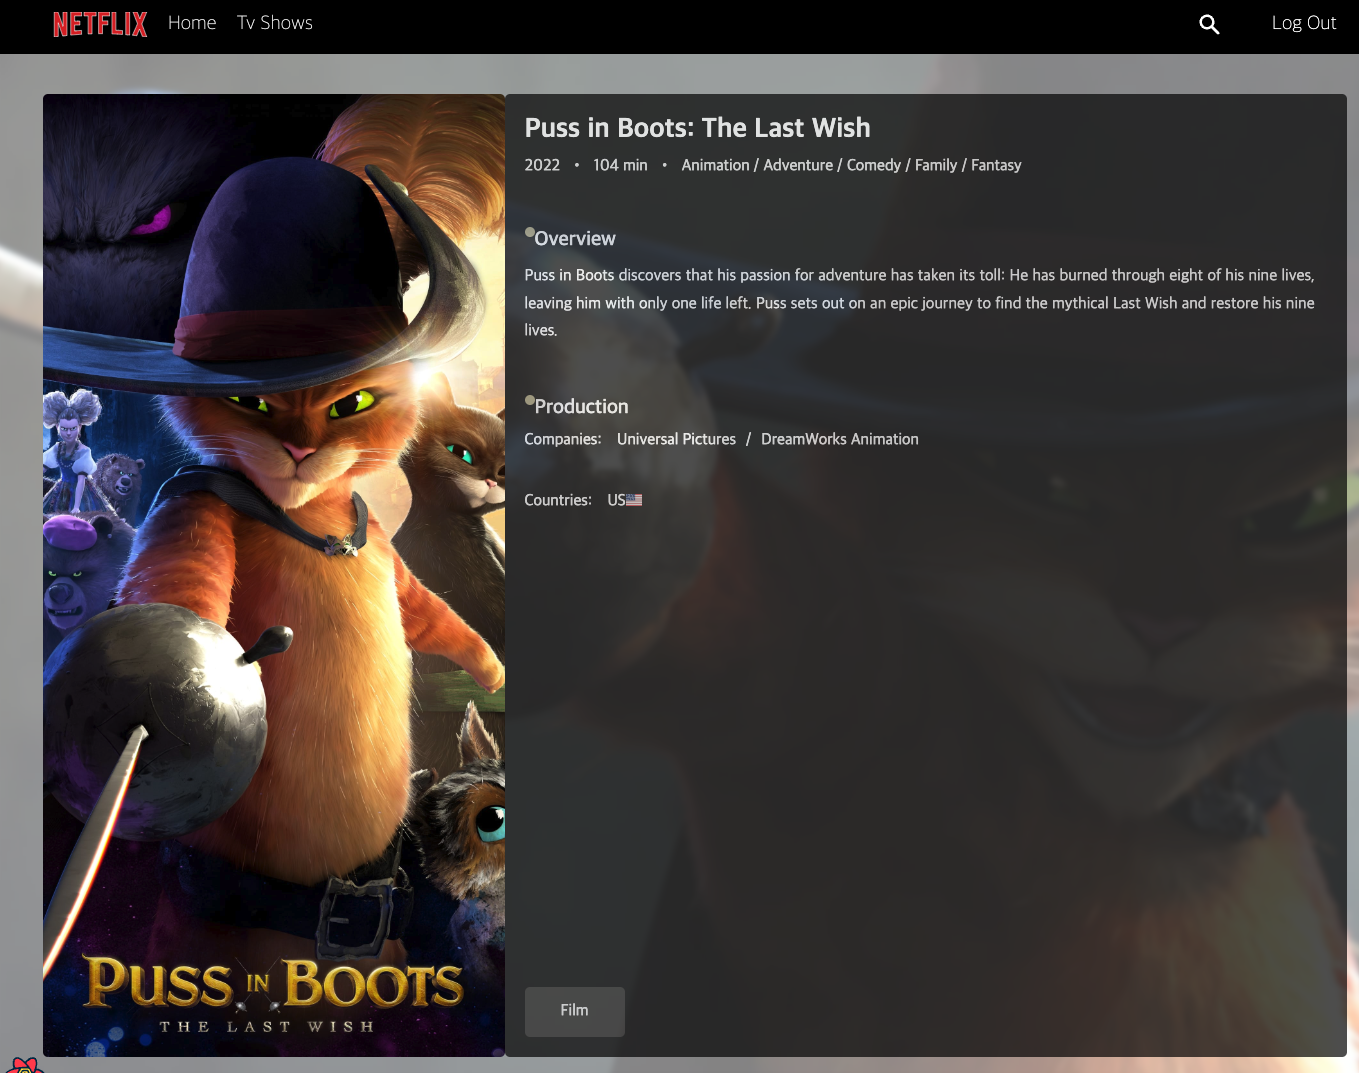 NETFLIX Home Tv Shows Log Out
Puss in Boots: The Last Wish
2022 • 104 min • Animation / Adventure / Comedy / Family / Fantasy
Overview
Puss in Boots discovers that his passion for adventure has taken its toll: He has burned through eight of his nine lives,
leaving him with only one life left. Puss sets out on an epic journey to find the mythical Last Wish and restore his nine
lives.
Production
Companies: Universal Pictures / DreamWorks Animation
Countries: US🇺🇸
Film
PUSS IN BOOTS
THE LAST WISH